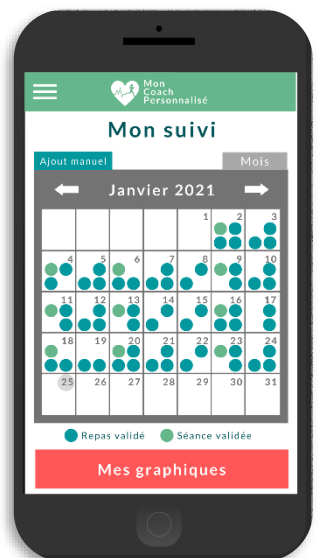 Mon
Coach
Personnalisé
Mon suivi
Ajout manuel
Mois
Janvier 2021
1 2 3
4 5 6 7 8 9 10
11 12 13 14 15 16 17
18 19 20 21 22 23 24
25 26 27 28 29 30 31
Repas validé Séance validée
Mes graphiques